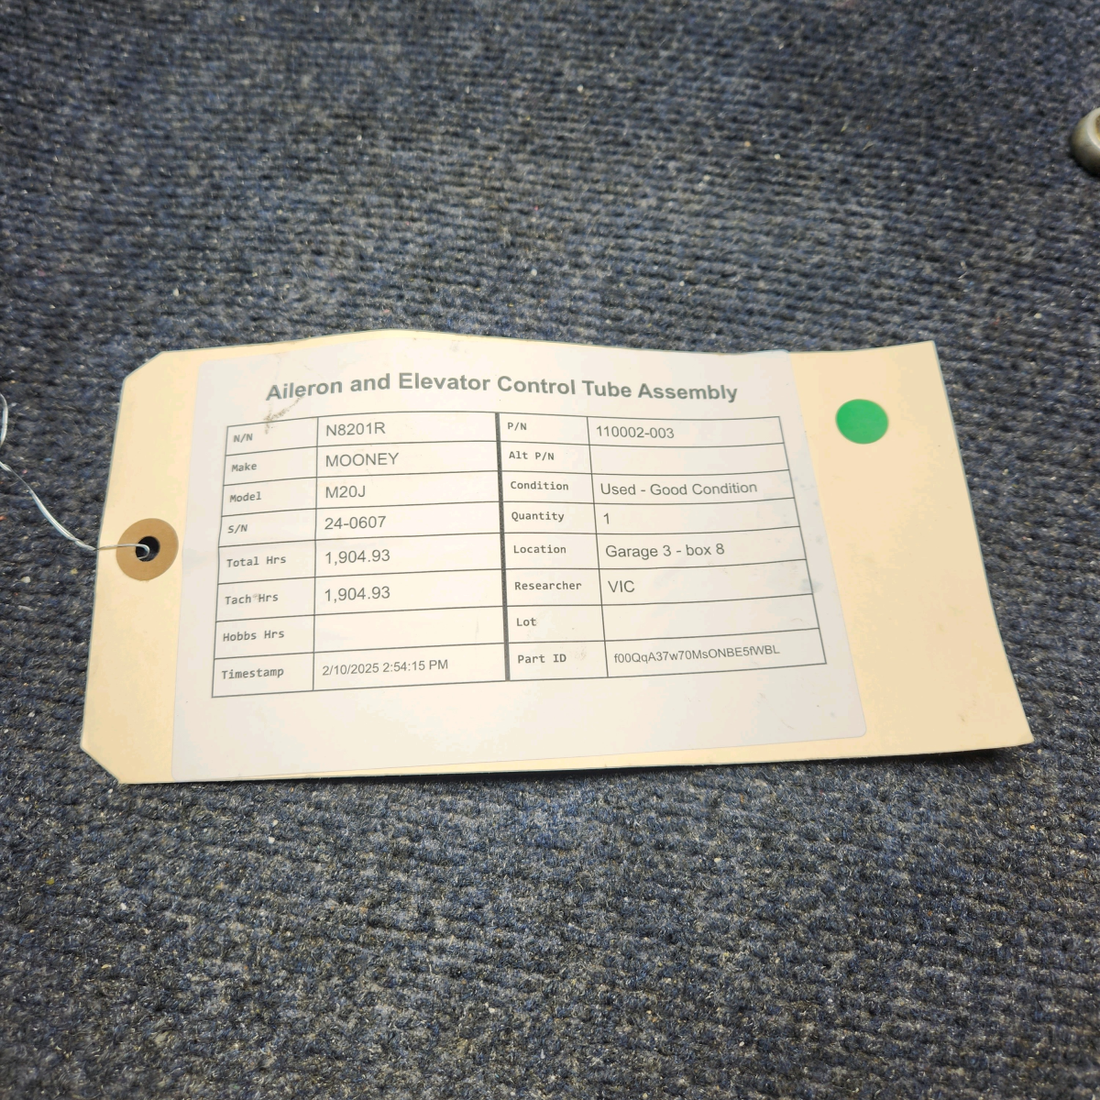 Aileron and Elevator Control Tube Assembly
N/N N8201R P/N 110002-003
Make MOONEY Alt P/N
Model M20J Condition Used - Good Condition
S/N 24-0607 Quantity 1
Total Hrs 1,904.93 Location Garage 3 - box 8
Tach Hrs 1,904.93 Researcher VIC
Hobbs Hrs Lot
Timestamp 2/10/2025 2:54:15 PM Part ID f00QqA37w70MsONBE5fWBL